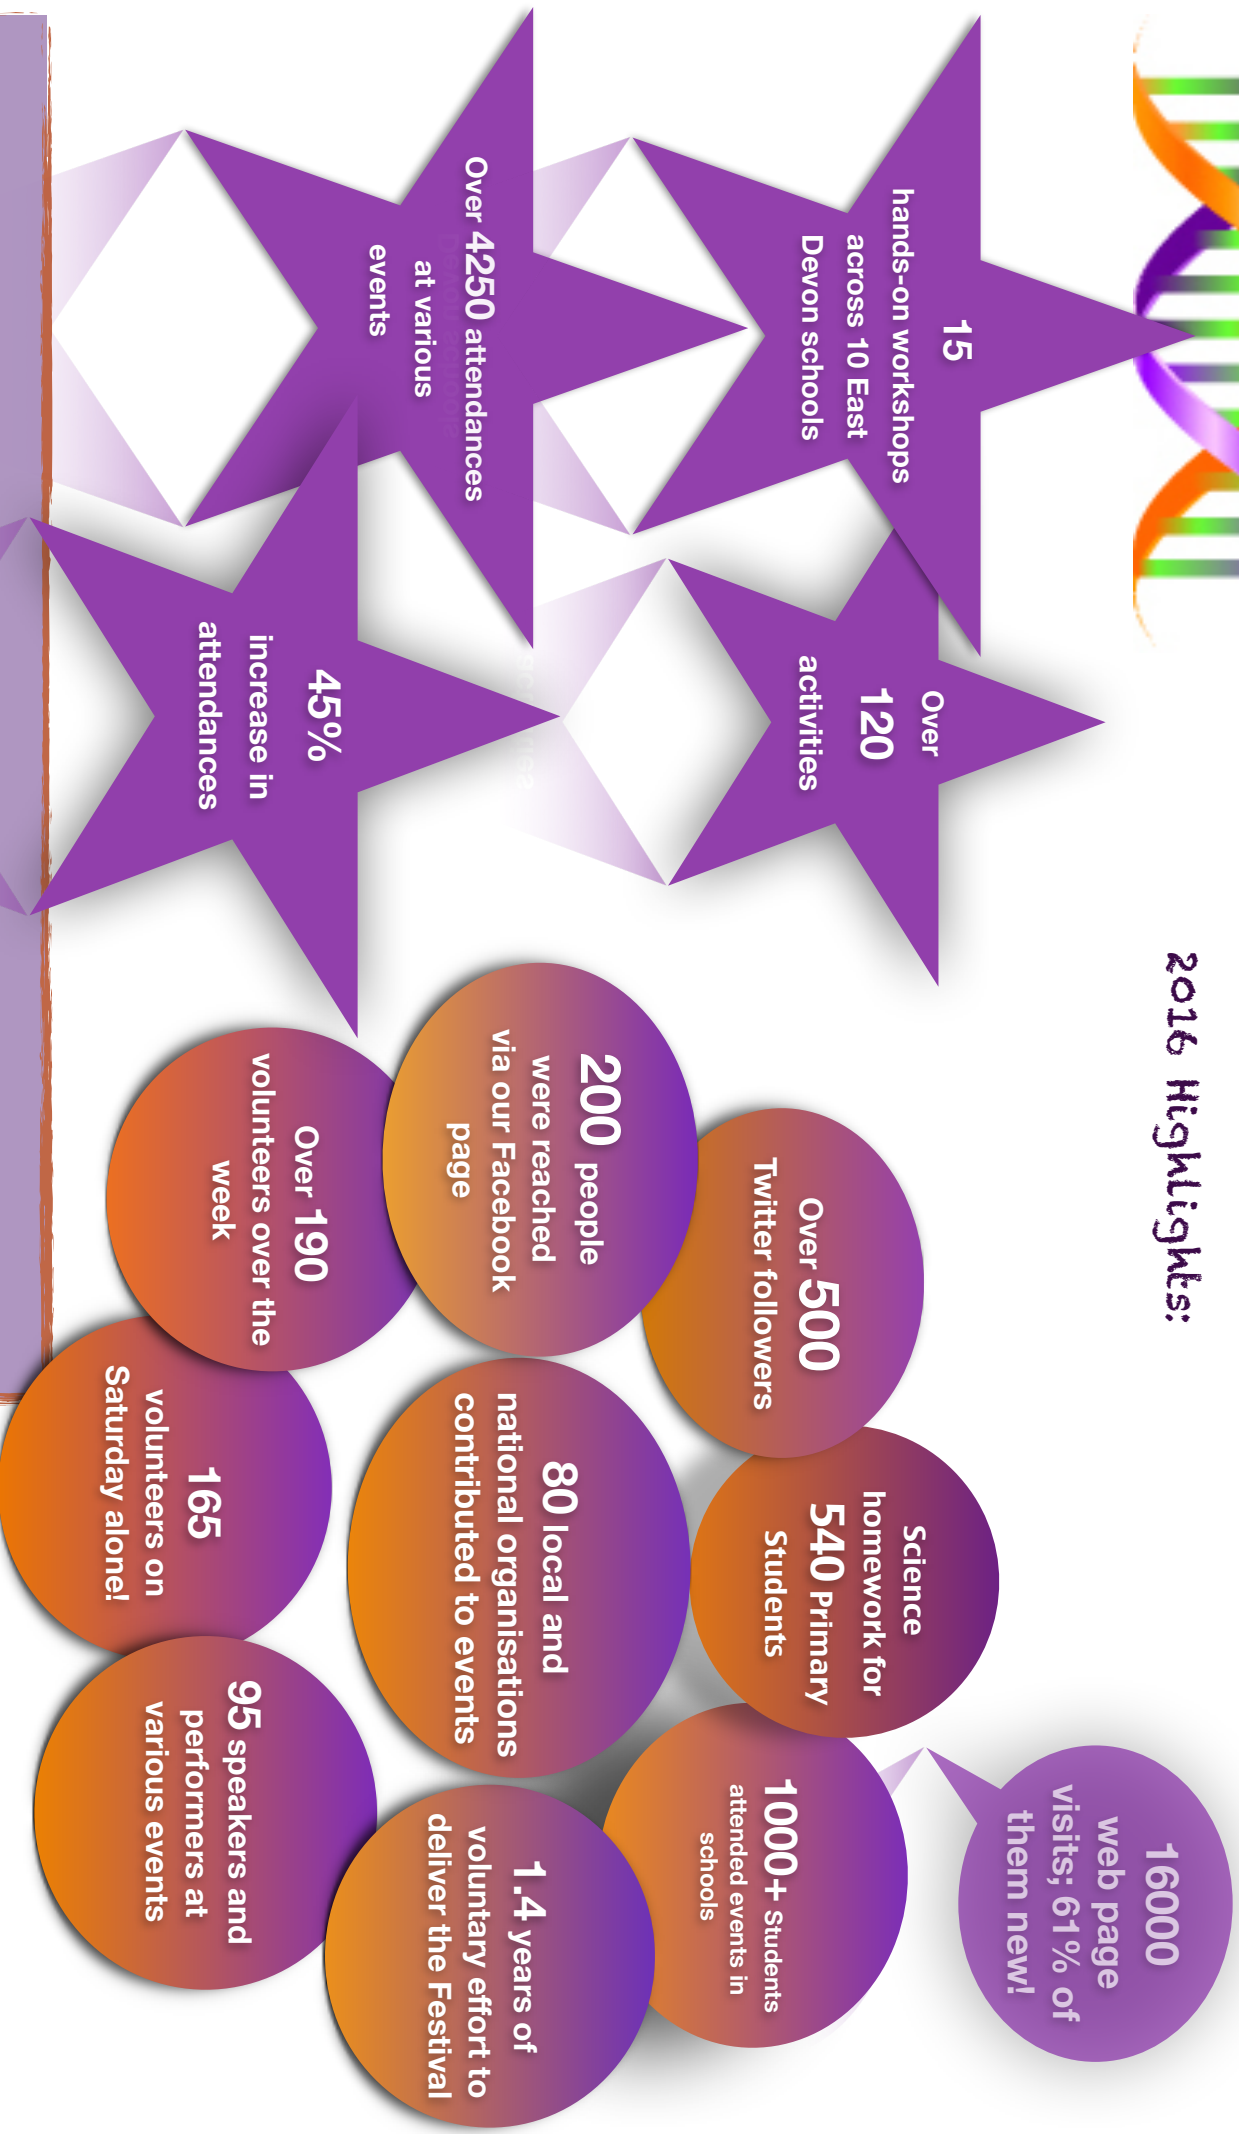 2016 Highlights:
15
hands-on workshops
across 10 East
Devon schools
Over
120
activities
Over 4250 attendances
at various
events
45%
increase in
attendances
16000
web page
visits; 61% of
them new!
Science
homework for
540 Primary
Students
Over 500
Twitter followers
1000+ Students
attended events in
schools
200 people
were reached
via our Facebook
page
80 local and
national organisations
contributed to events
1.4 years of
voluntary effort to
deliver the Festival
Over 190
volunteers over the
week
165
volunteers on
Saturday alone!
95 speakers and
performers at
various events